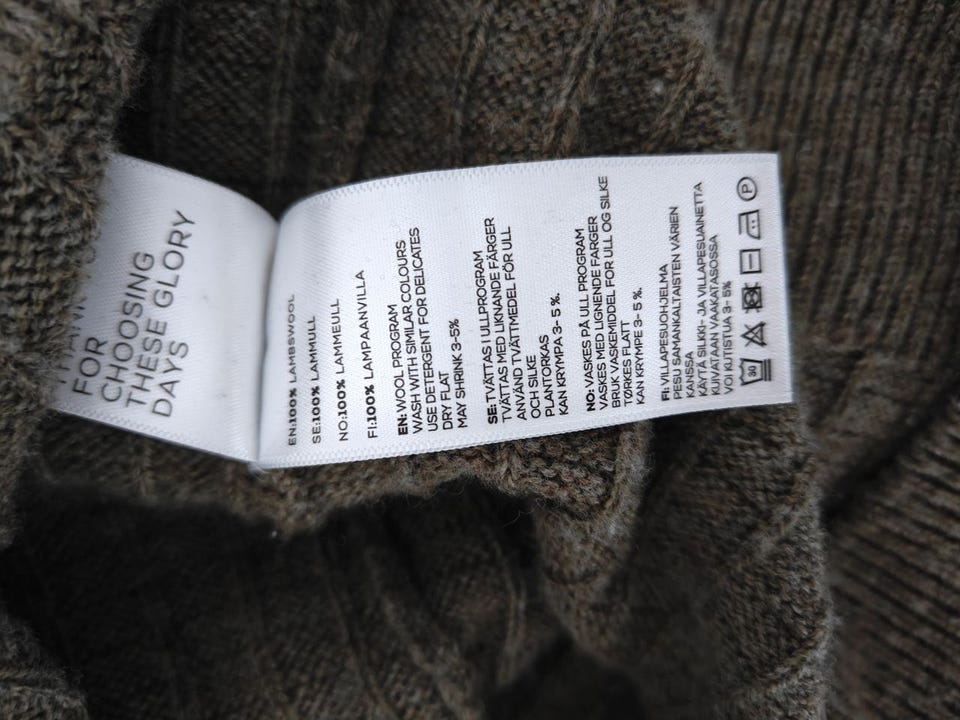 FOR
CHOOSING
THESE GLORY
DAYS
EN:100% LAMBSWOOL
SE:100% LAMMULL
NO:100% LAMMEULL
FI:100% LAMPAANVILLA
EN: WOOL PROGRAM
WASH WITH SIMILAR COLOURS
USE DETERGENT FOR DELICATES
DRY FLAT
MAY SHRINK 3-5%
SE: TVÄTTAS I ULLPROGRAM
TVÄTTAS MED LIKNANDE FÄRGER
ANVÄND TVÄTTMEDEL FÖR ULL
OCH SILKE
PLANTORKAS
KAN KRYMPA 3- 5 %.
NO: VASKES PÅ ULL PROGRAM
VASKES MED LIGNENDE FARGER
BRUK VASKEMIDDEL FOR ULL OG SILKE
TØRKES FLATT
KAN KRYMPE 3- 5 %.
FI: VILLAPESUOHJELMA
PESU SAMANKALTAISTEN VÄRIEN
KANSSA
KÄYTÄ SILKKI- JA VILLAPESUAINETTA
KUIVATAAN VAAKATASOSSA
VOI KUTISTUA 3- 5%
30 P